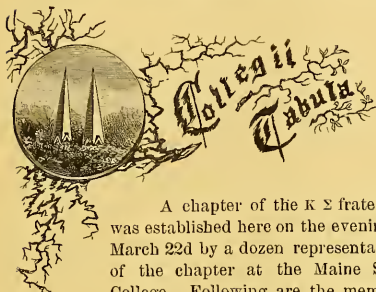 Collegii
Tabula
A chapter of the Κ Σ frate
was established here on the evenin
March 22d by a dozen representa
of the chapter at the Maine S
College. Following are the mem